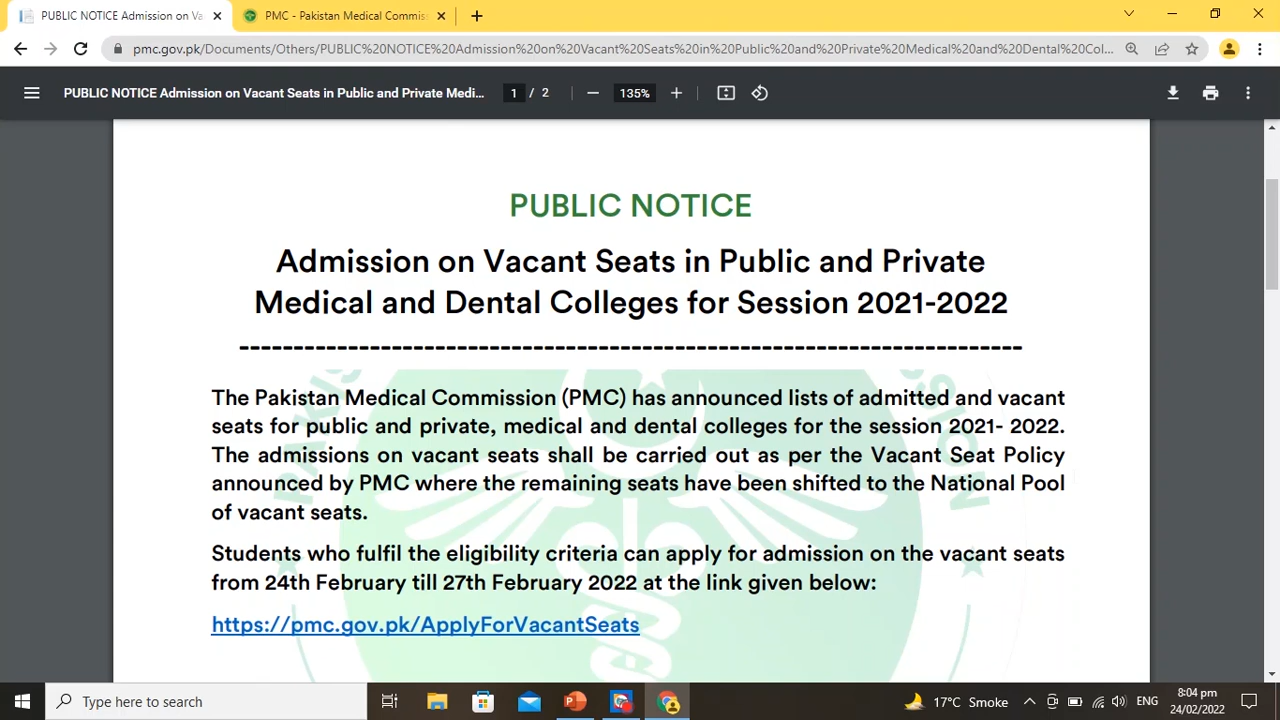 PUBLIC NOTICE Admission on Va
PMC - Pakistan Medical Commiss
pmc.gov.pk/Documents/Others/PUBLIC%20NOTICE%20Admission%20on%20Vacant%20Seats%20in%20Public%20and%20Private%20Medical%20and%20Dental%20Col...
PUBLIC NOTICE Admission on Vacant Seats in Public and Private Medi... 1 / 2 135%
PUBLIC NOTICE
Admission on Vacant Seats in Public and Private
Medical and Dental Colleges for Session 2021-2022
-----------------------------------------------------------------------
The Pakistan Medical Commission (PMC) has announced lists of admitted and vacant
seats for public and private, medical and dental colleges for the session 2021- 2022.
The admissions on vacant seats shall be carried out as per the Vacant Seat Policy
announced by PMC where the remaining seats have been shifted to the National Pool
of vacant seats.
Students who fulfil the eligibility criteria can apply for admission on the vacant seats
from 24th February till 27th February 2022 at the link given below:
https://pmc.gov.pk/ApplyForVacantSeats
Type here to search
17°C Smoke
ENG
8:04 pm
24/02/2022